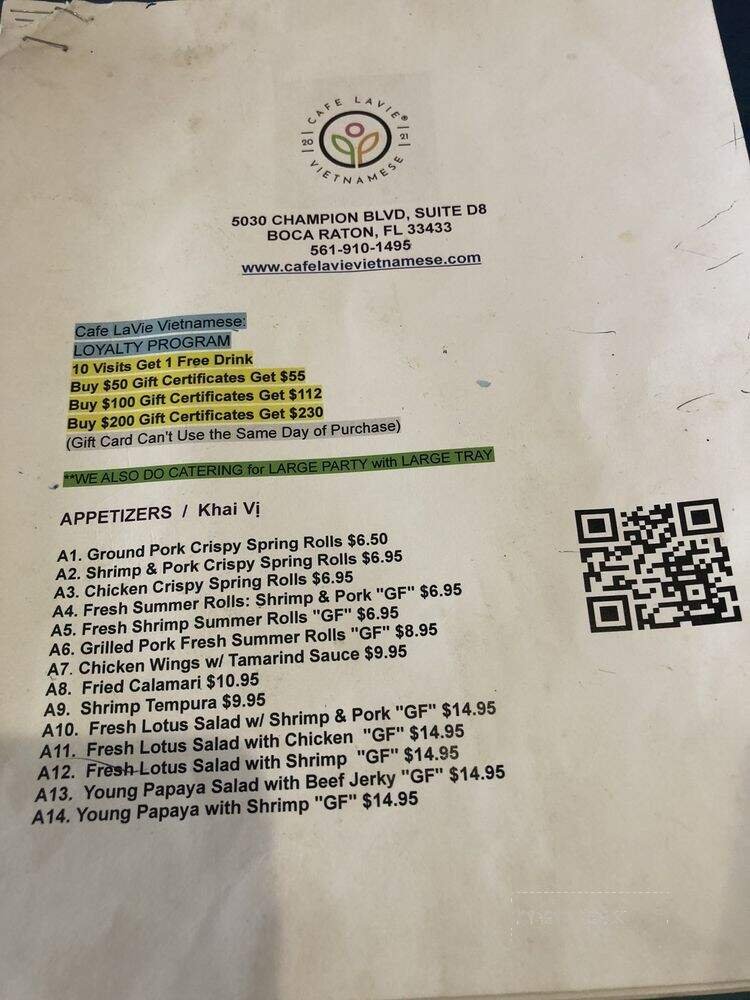 CAFE LAVIE®
20 21
VIETNAMESE
5030 CHAMPION BLVD, SUITE D8
BOCA RATON, FL 33433
561-910-1495
www.cafelavievietnamese.com
Cafe LaVie Vietnamese:
LOYALTY PROGRAM
10 Visits Get 1 Free Drink
Buy $50 Gift Certificates Get $55
Buy $100 Gift Certificates Get $112
Buy $200 Gift Certificates Get $230
(Gift Card Can't Use the Same Day of Purchase)
**WE ALSO DO CATERING for LARGE PARTY with LARGE TRAY
APPETIZERS / Khai Vị
A1. Ground Pork Crispy Spring Rolls $6.50
A2. Shrimp & Pork Crispy Spring Rolls $6.95
A3. Chicken Crispy Spring Rolls $6.95
A4. Fresh Summer Rolls: Shrimp & Pork "GF" $6.95
A5. Fresh Shrimp Summer Rolls "GF" $6.95
A6. Grilled Pork Fresh Summer Rolls "GF" $8.95
A7. Chicken Wings w/ Tamarind Sauce $9.95
A8. Fried Calamari $10.95
A9. Shrimp Tempura $9.95
A10. Fresh Lotus Salad w/ Shrimp & Pork "GF" $14.95
A11. Fresh Lotus Salad with Chicken "GF" $14.95
A12. Fresh Lotus Salad with Shrimp "GF" $14.95
A13. Young Papaya Salad with Beef Jerky "GF" $14.95
A14. Young Papaya with Shrimp "GF" $14.95